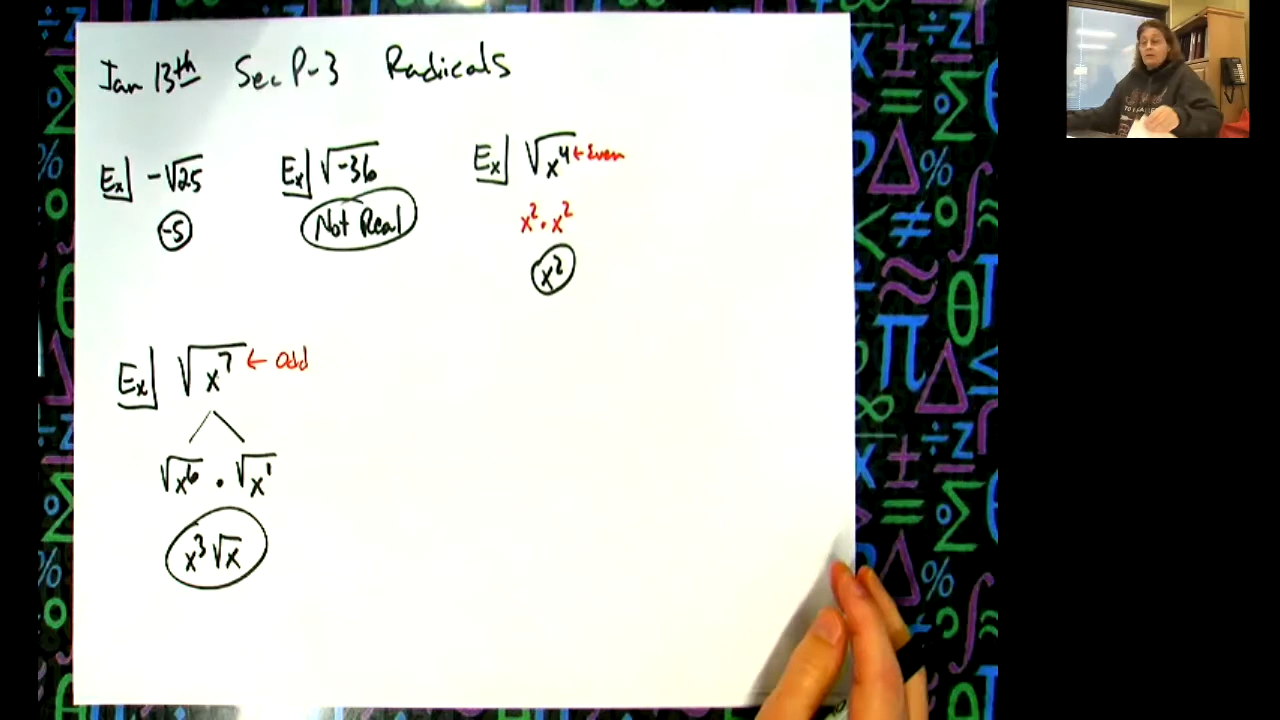 Jan 13th Sec P-3 Radicals
Ex -√25
-5
Ex √-36
Not Real
Ex √x⁴ ← Even
x² · x²
x²
Ex √x⁷ ← Odd
√x⁶ · √x¹
x³√x